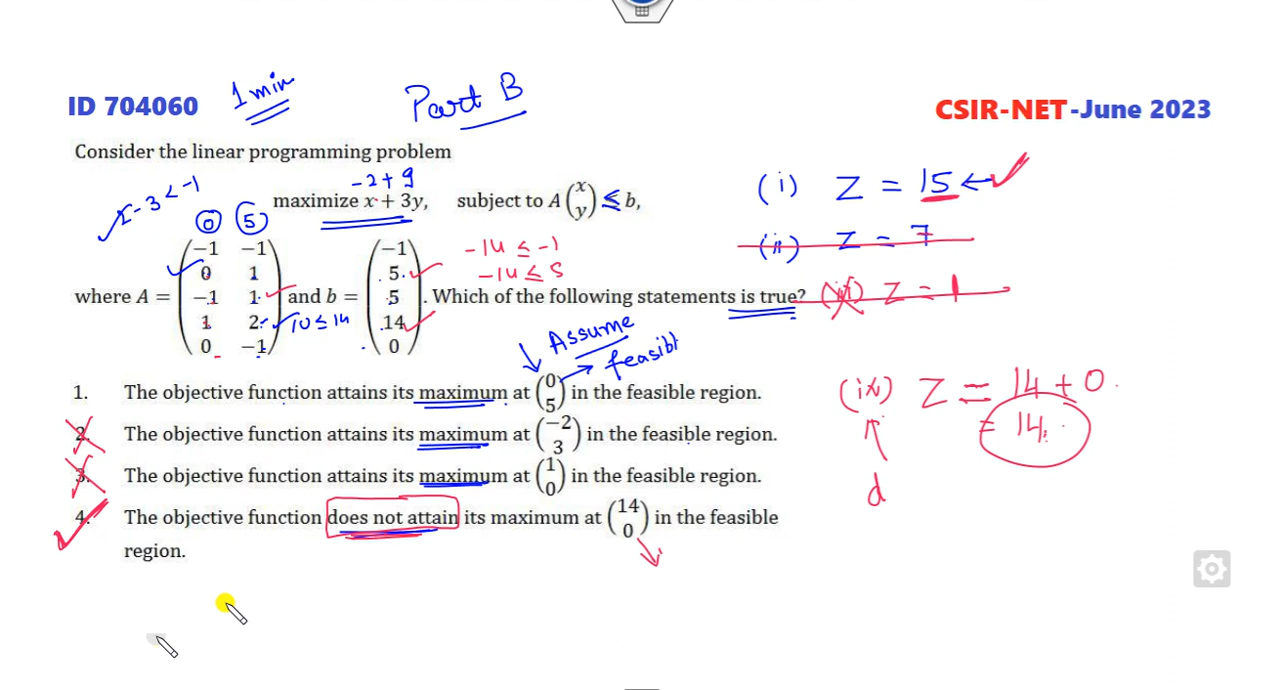 ID 704060 1 min Part B CSIR-NET-June 2023
Consider the linear programming problem
-2 + 9
maximize x + 3y, subject to A (x y) ≤ b,
(i) Z = 15 ←
0 5
(ii) Z = 7
-14 ≤ -1
-14 ≤ 5
where A = (-1 -1 0 1 -1 1 1 2 0 -1) and b = (-1 5 5 14 0). Which of the following statements is true? (iii) Z = 1
10 ≤ 14
Assume
→ feasibl
1. The objective function attains its maximum at (0 5) in the feasible region.
(iv) Z = 14 + 0
2. The objective function attains its maximum at (-2 3) in the feasible region.
= 14
3. The objective function attains its maximum at (1 0) in the feasible region.
d
4. The objective function does not attain its maximum at (14 0) in the feasible
region.